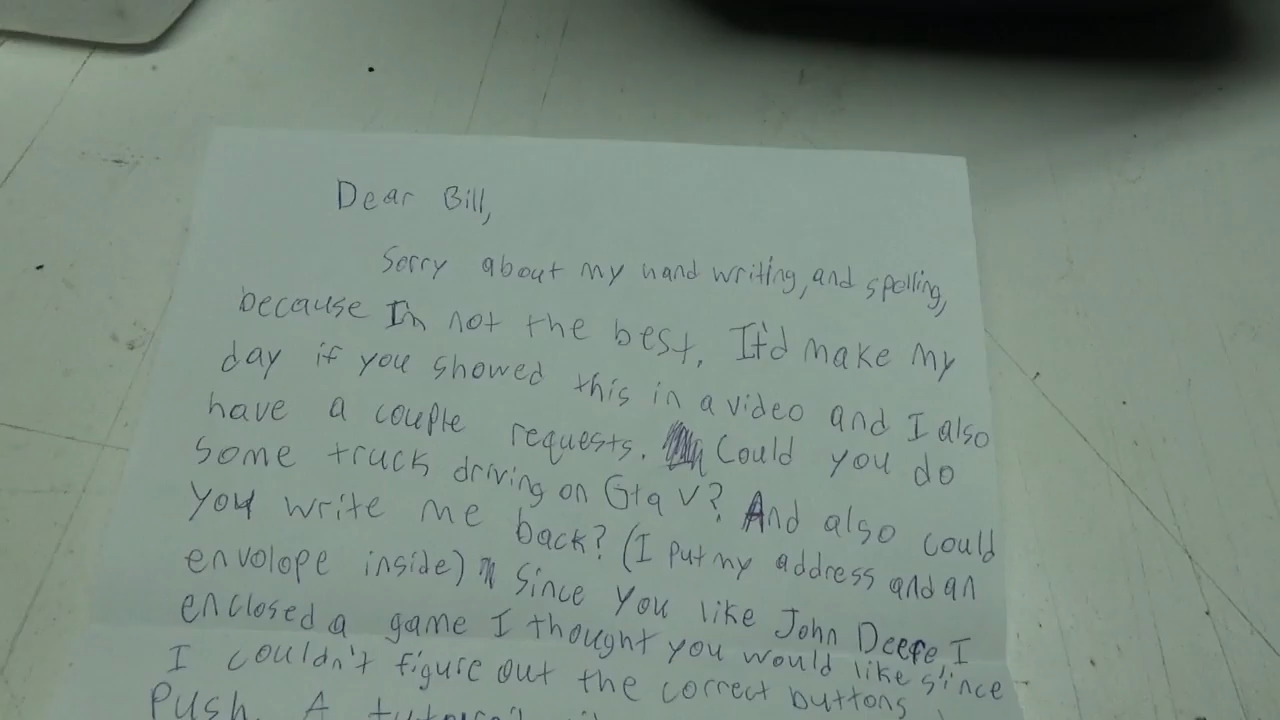 Dear Bill,
Sorry about my hand writing, and spelling,
because I'm not the best. It'd make my
day if you showed this in a video and I also
have a couple requests. Could you do
some truck driving on Gta V? And also could
you write me back? (I put my address and an
envolope inside) Since you like John Deere, I
enclosed a game I thought you would like since
I couldn't figure out the correct buttons
Push. A